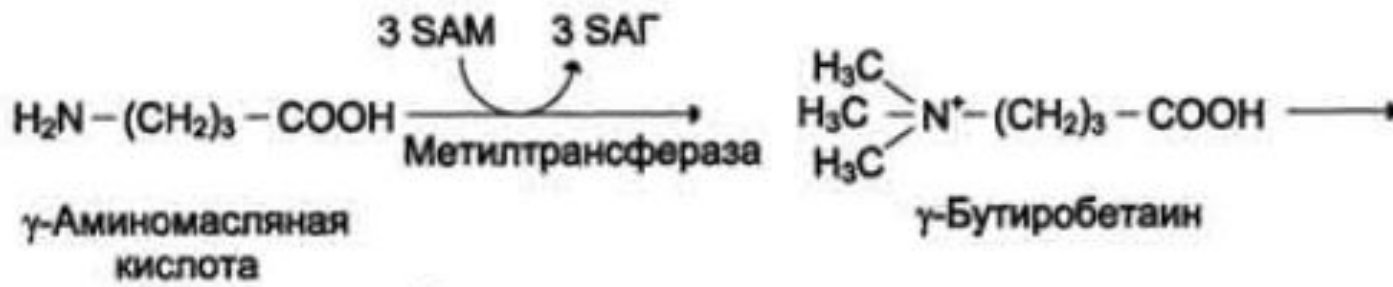 3 SAM 3 SAГ
H₂N–(CH₂)₃–COOH
Метилтрансфераза
γ-Аминомасляная
кислота
H₃C
H₃C–N⁺–(CH₂)₃–COOH
H₃C
γ-Бутиробетаин